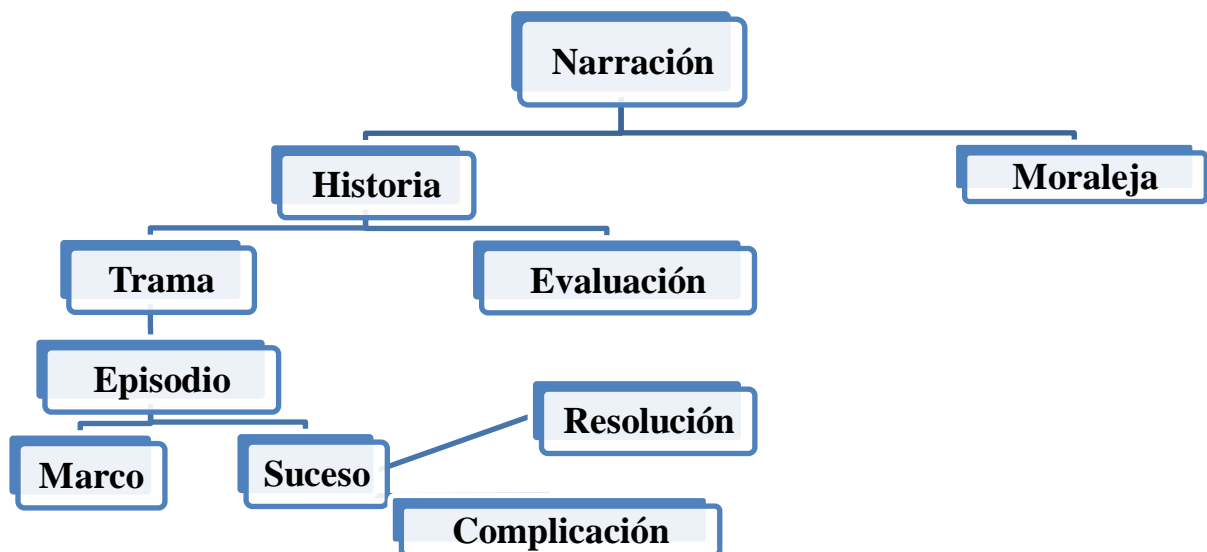 Narración
Historia
Moraleja
Trama
Evaluación
Episodio
Resolución
Marco
Suceso
Complicación